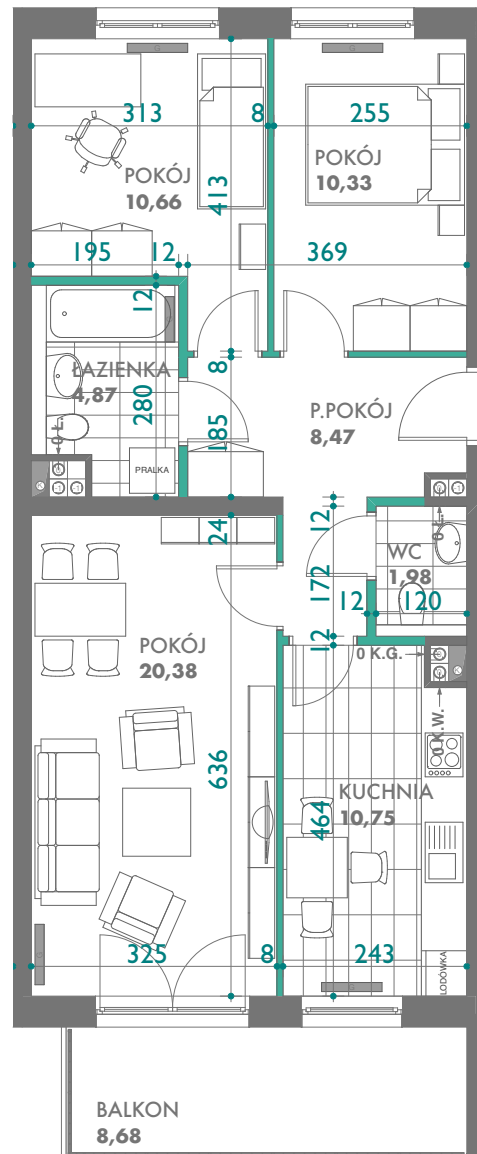 G
G
313
8
255
POKÓJ
10,66
413
POKÓJ
10,33
195
12
369
12
8
ŁAZIENKA
4,87
280
185
P.POKÓJ
8,47
0 Ł.
PRALKA
24
12
0 Ł.
WC
1,98
172
12
120
12
POKÓJ
20,38
0 K.G.
0 K.W.
636
KUCHNIA
10,75
464
G
325
8
243
LODÓWKA
G
BALKON
8,68